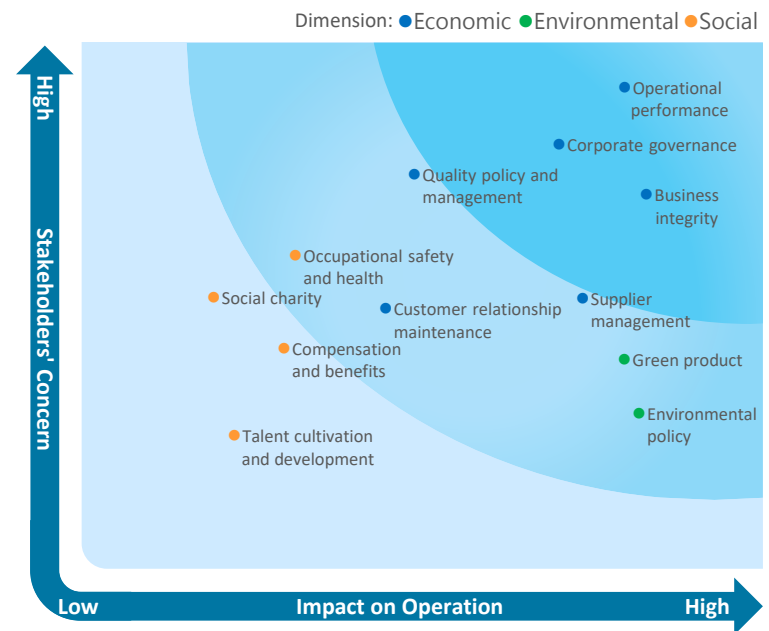 Dimension: Economic Environmental Social
High
Stakeholders' Concern
Operational
performance
Corporate governance
Quality policy and
management
Business
integrity
Occupational safety
and health
Social charity
Customer relationship
maintenance
Supplier
management
Compensation
and benefits
Green product
Environmental
policy
Talent cultivation
and development
Low Impact on Operation High